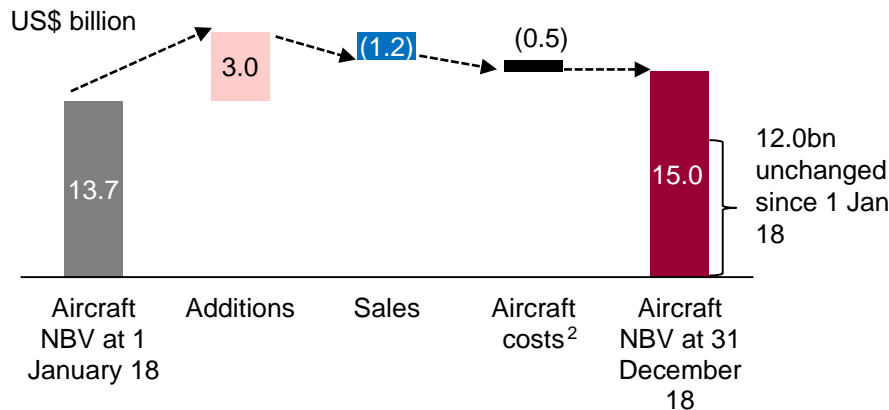 US$ billion
(0.5)
(1.2)
3.0
13.7
15.0
12.0bn
unchanged
since 1 Jan
18
Aircraft
NBV at 1
January 18
Additions
Sales
Aircraft
costs²
Aircraft
NBV at 31
December
18